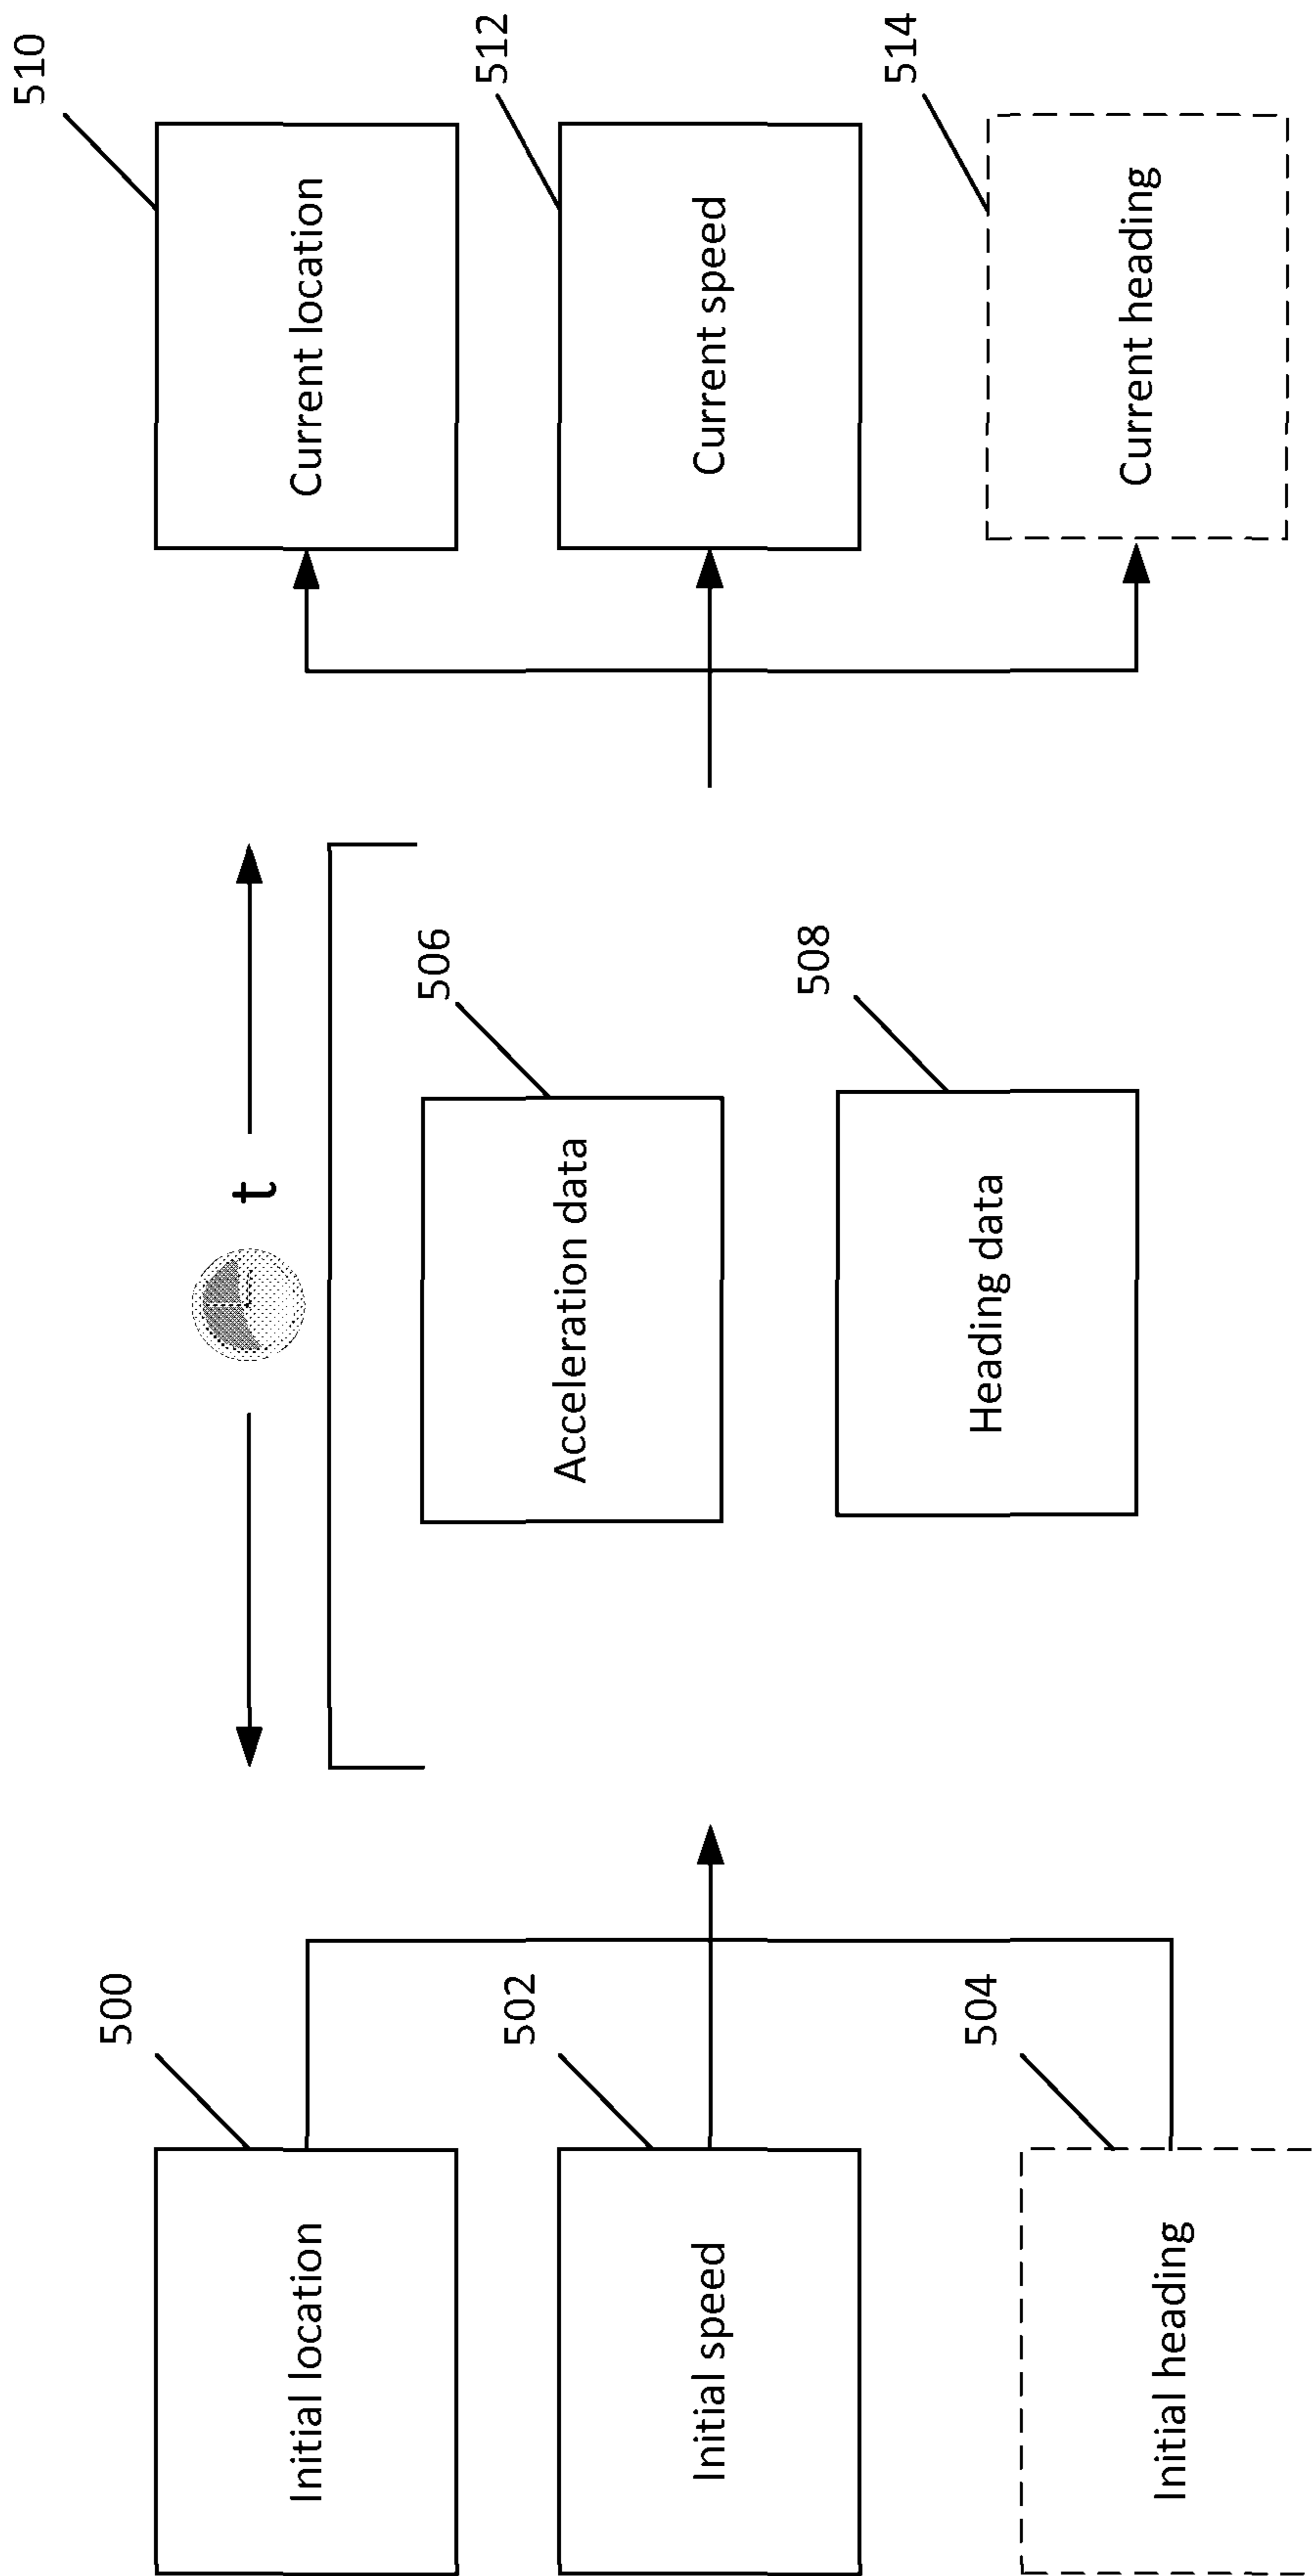 500
Initial location
502
Initial speed
504
Initial heading
t
506
Acceleration data
508
Heading data
510
Current location
512
Current speed
514
Current heading